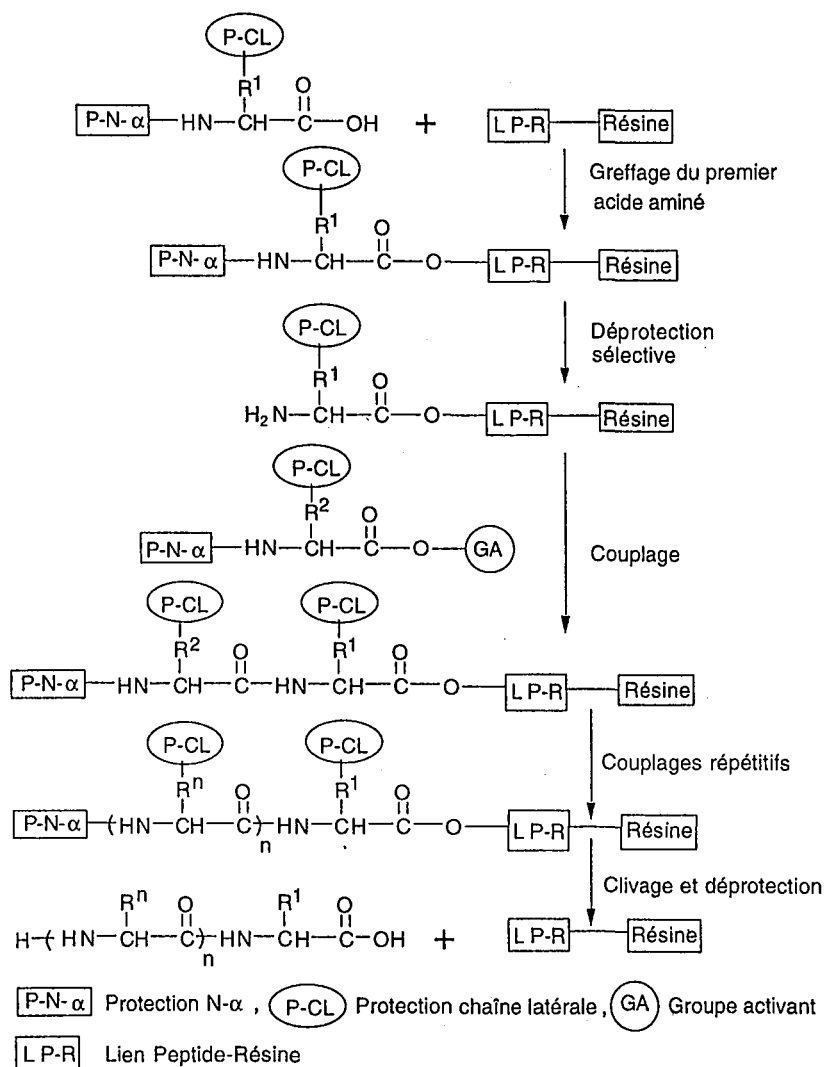 P-CL
R¹ O
P-N-α HN—CH—C—OH + L P-R Résine
P-CL
Greffage du premier
acide aminé
R¹ O
P-N-α HN—CH—C—O L P-R Résine
P-CL
Déprotection
sélective
R¹ O
H₂N—CH—C—O L P-R Résine
P-CL
R² O
P-N-α HN—CH—C—O GA
Couplage
P-CL P-CL
R² O R¹ O
P-N-α HN—CH—C—HN—CH—C—O L P-R Résine
P-CL P-CL
Couplages répétitifs
Rⁿ O R¹ O
P-N-α (HN—CH—C)n HN—CH—C—O L P-R Résine
Clivage et déprotection
Rⁿ O R¹ O
H-(HN—CH—C)n HN—CH—C—OH + L P-R Résine
P-N-α Protection N-α , P-CL Protection chaîne latérale , GA Groupe activant
L P-R Lien Peptide-Résine